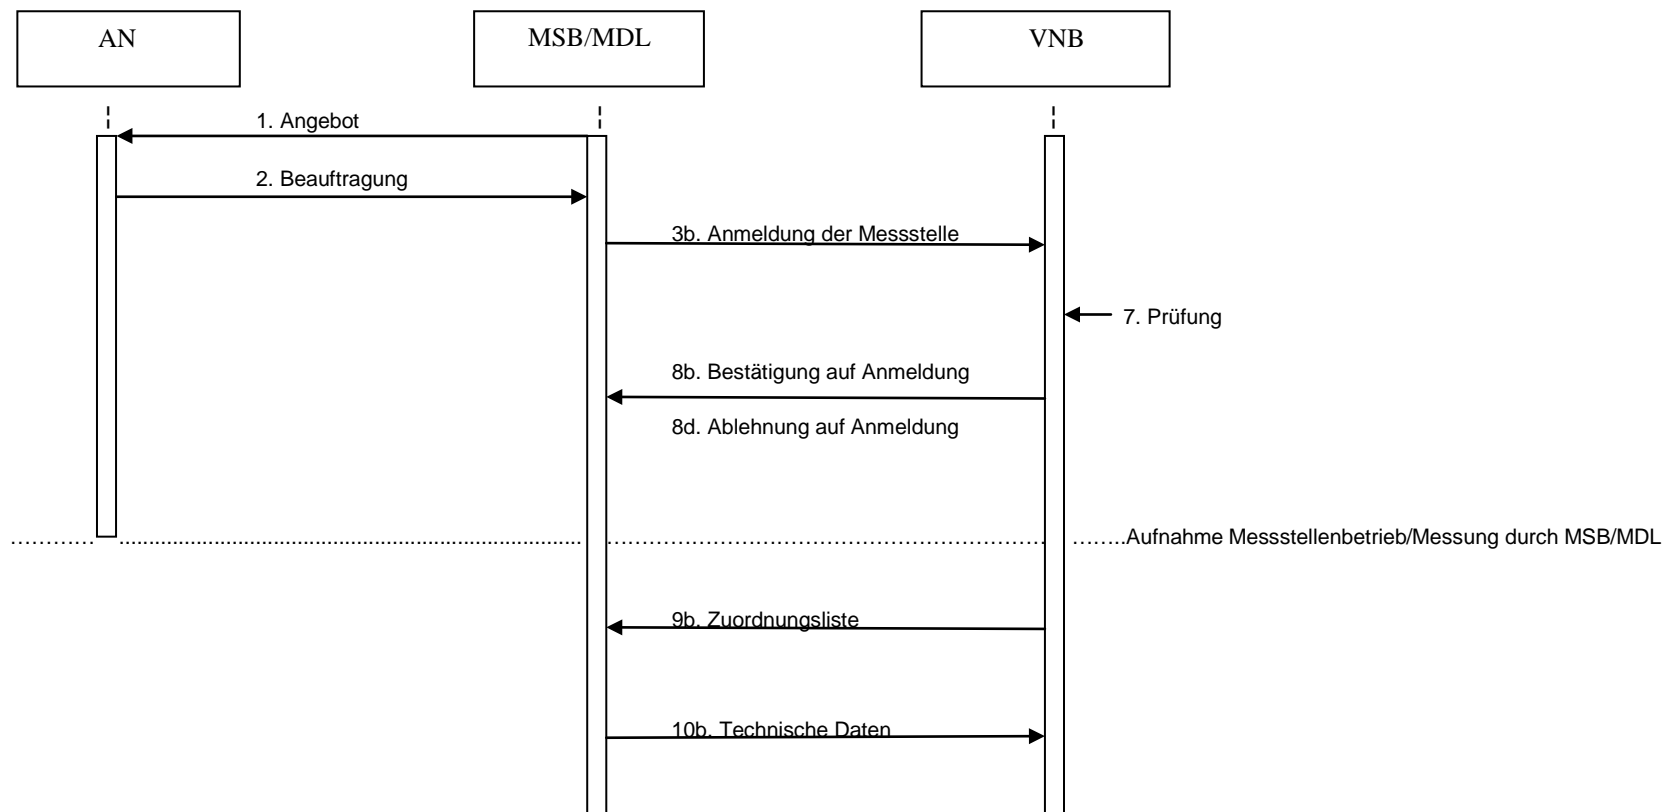 AN
MSB/MDL
VNB
1. Angebot
2. Beauftragung
3b. Anmeldung der Messstelle
7. Prüfung
8b. Bestätigung auf Anmeldung
8d. Ablehnung auf Anmeldung
Aufnahme Messstellenbetrieb/Messung durch MSB/MDL
9b. Zuordnungsliste
10b. Technische Daten